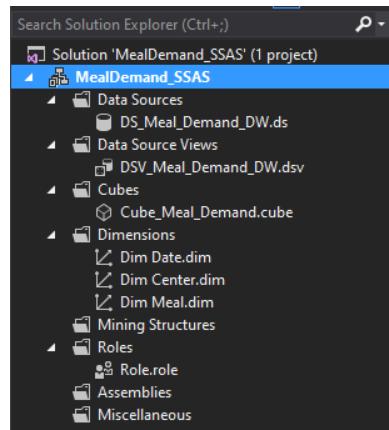 Search Solution Explorer (Ctrl+;)
Solution 'MealDemand_SSAS' (1 project)
MealDemand_SSAS
Data Sources
DS_Meal_Demand_DW.ds
Data Source Views
DSV_Meal_Demand_DW.dsv
Cubes
Cube_Meal_Demand.cube
Dimensions
Dim Date.dim
Dim Center.dim
Dim Meal.dim
Mining Structures
Roles
Role.role
Assemblies
Miscellaneous